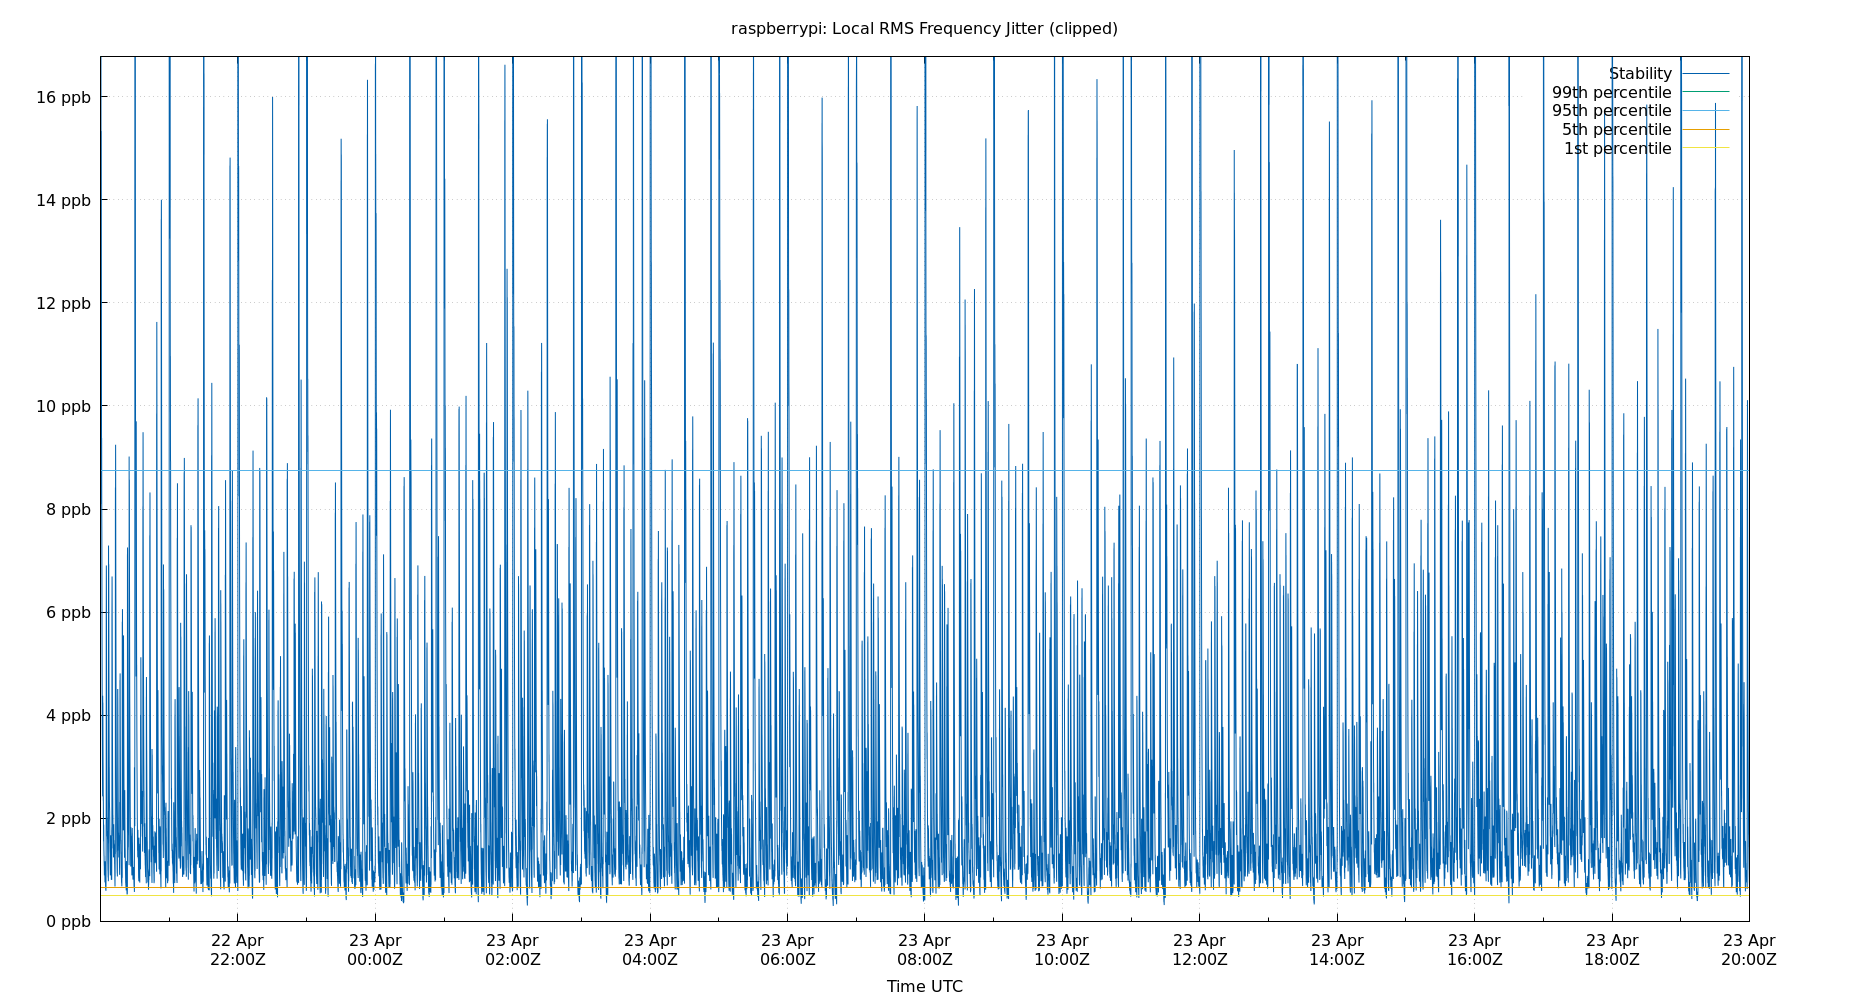 raspberrypi: Local RMS Frequency Jitter (clipped)
Stability
99th percentile
95th percentile
5th percentile
1st percentile
16 ppb
14 ppb
12 ppb
10 ppb
8 ppb
6 ppb
4 ppb
2 ppb
0 ppb
22 Apr 23 Apr 23 Apr 23 Apr 23 Apr 23 Apr 23 Apr 23 Apr 23 Apr 23 Apr 23 Apr 23 Apr
22:00Z 00:00Z 02:00Z 04:00Z 06:00Z 08:00Z 10:00Z 12:00Z 14:00Z 16:00Z 18:00Z 20:00Z
Time UTC